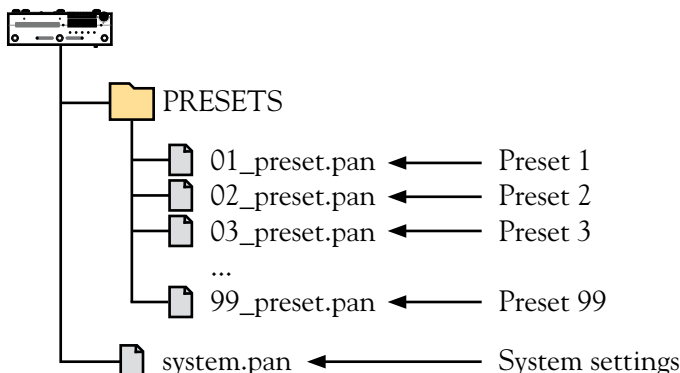 PRESETS
01_preset.pan Preset 1
02_preset.pan Preset 2
03_preset.pan Preset 3
...
99_preset.pan Preset 99
system.pan System settings